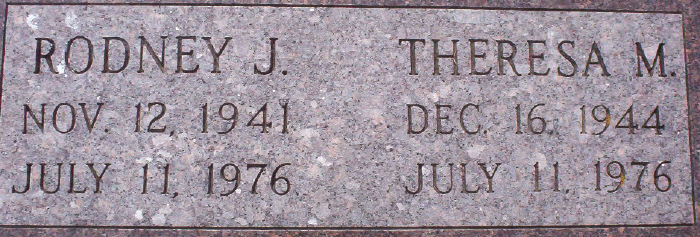 RODNEY J.
NOV. 12, 1941
JULY 11, 1976
THERESA M.
DEC. 16, 1944
JULY 11, 1976